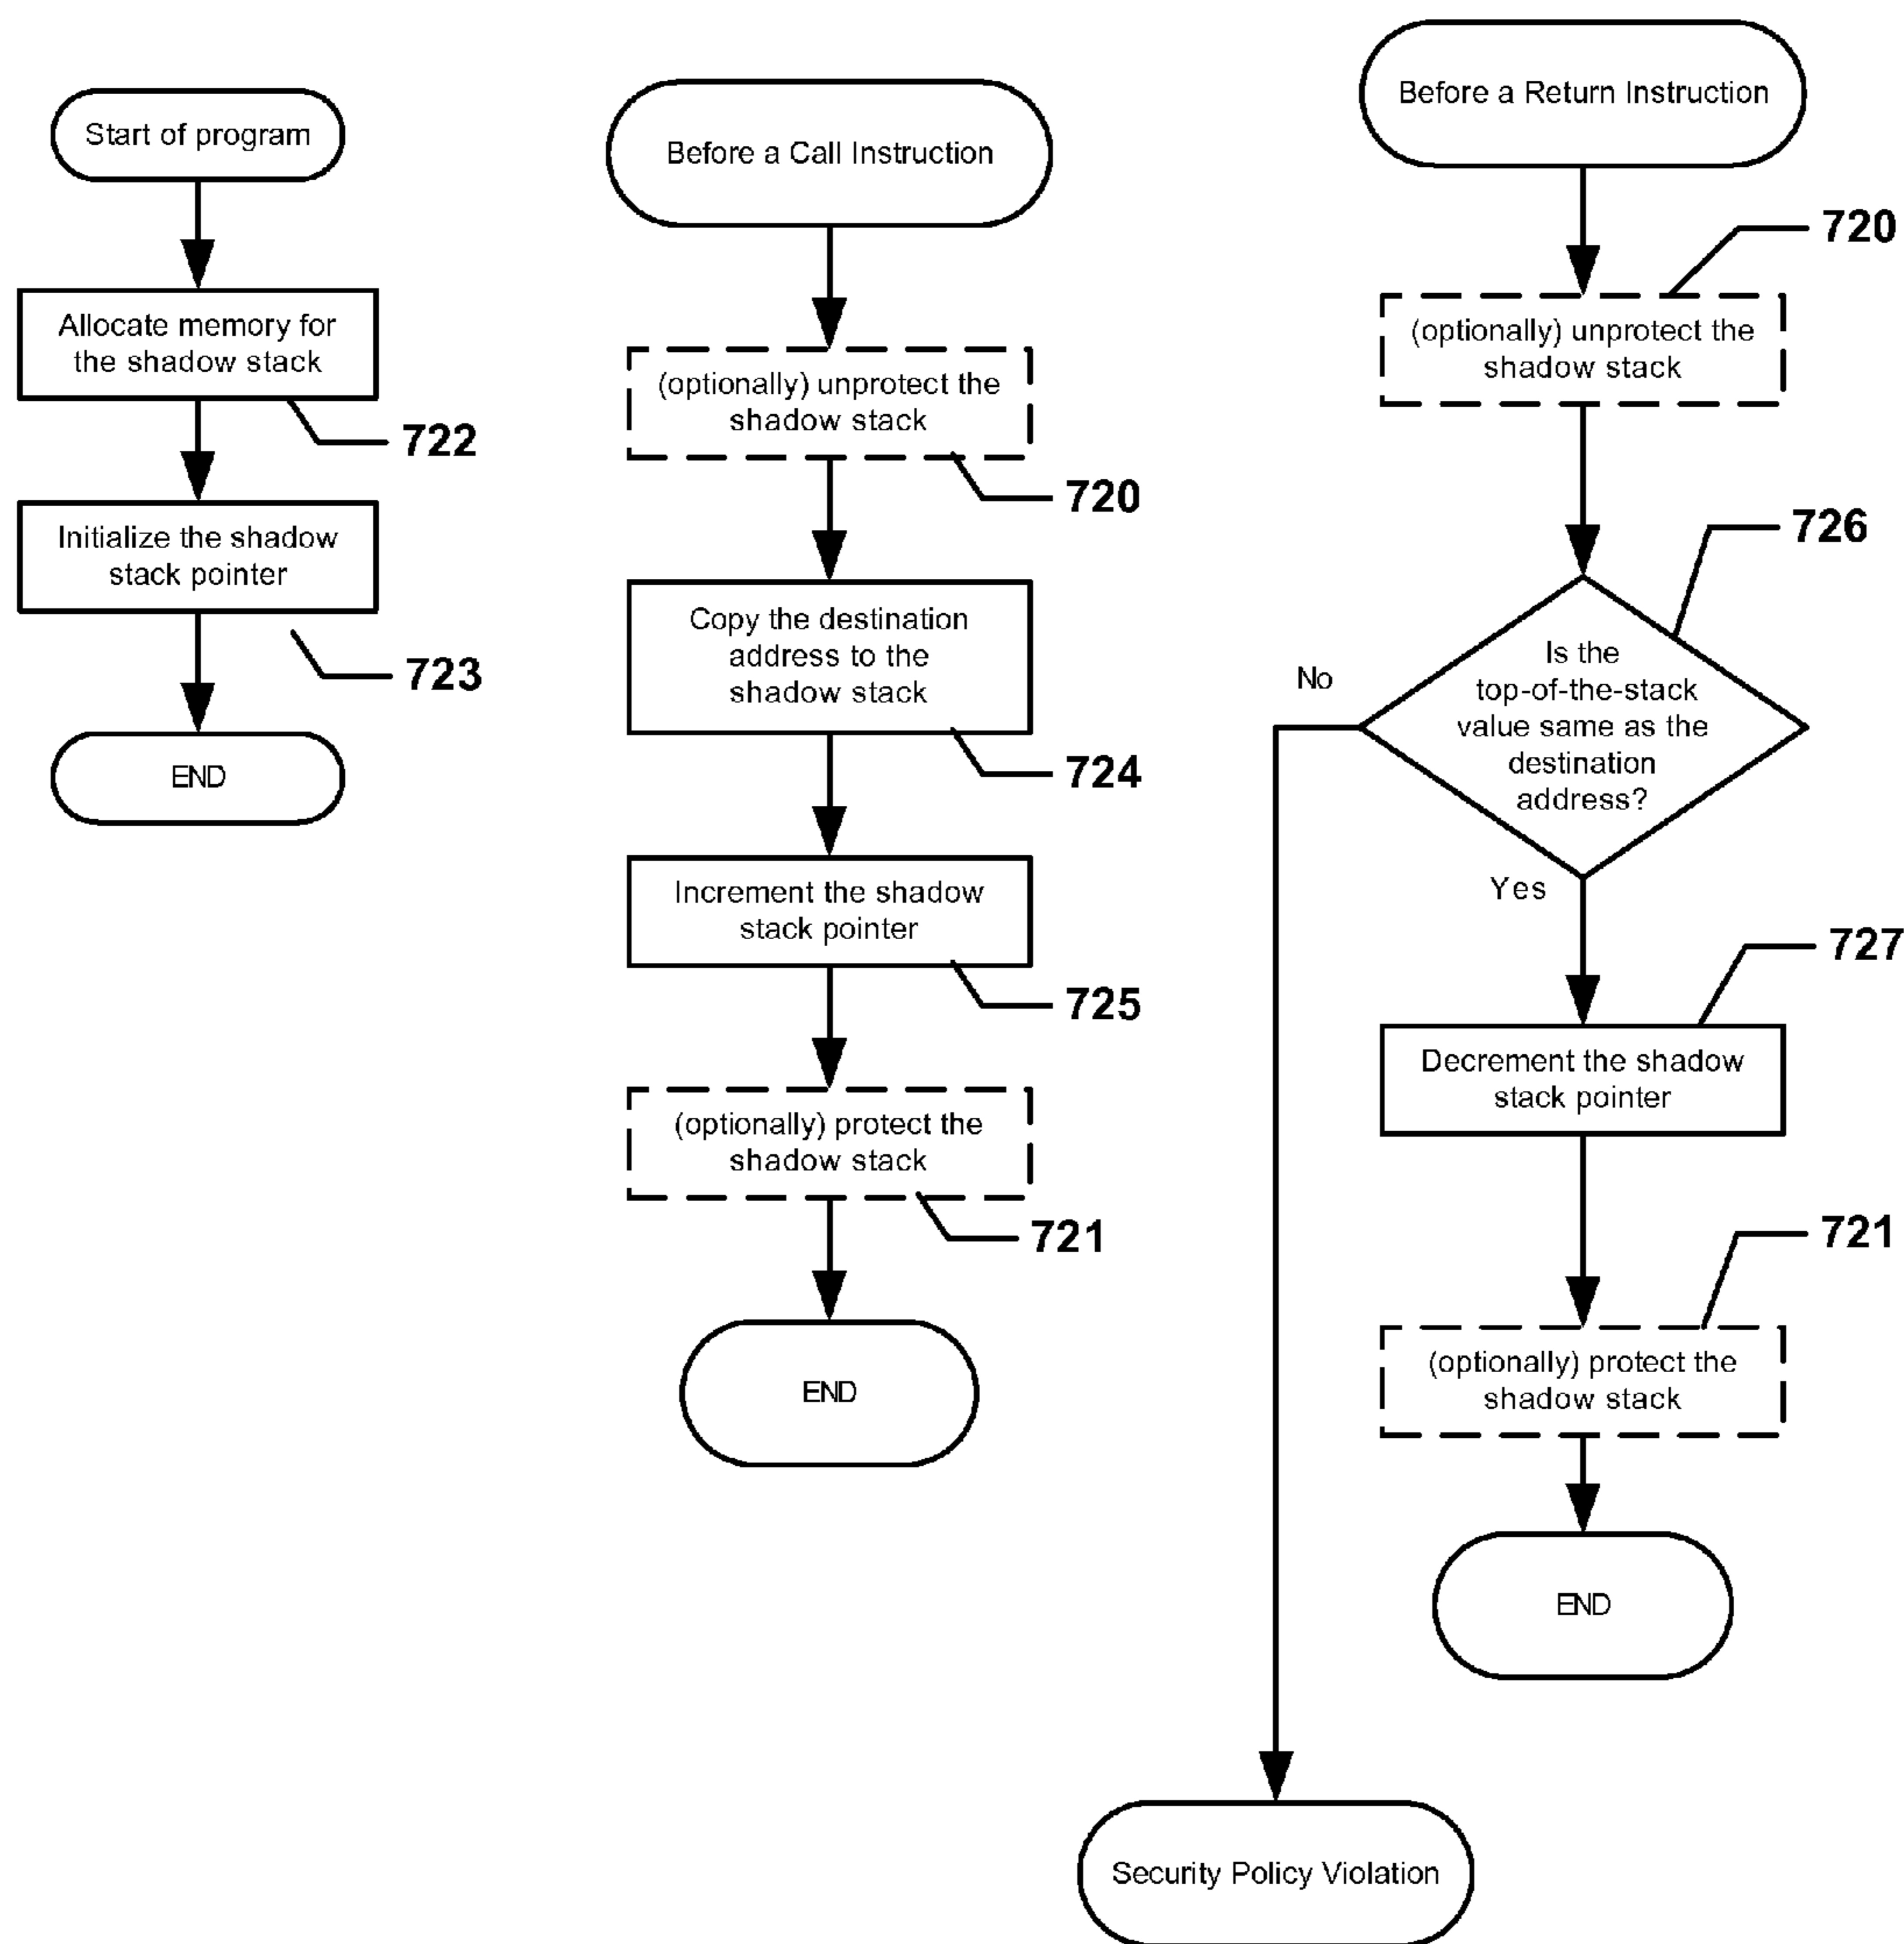 Start of program
Allocate memory for
the shadow stack
722
Initialize the shadow
stack pointer
723
END
Before a Call Instruction
(optionally) unprotect the
shadow stack
720
Copy the destination
address to the
shadow stack
724
Increment the shadow
stack pointer
725
(optionally) protect the
shadow stack
721
END
Before a Return Instruction
720
(optionally) unprotect the
shadow stack
726
Is the
top-of-the-stack
value same as the
destination
address?
No
Yes
727
Decrement the shadow
stack pointer
721
(optionally) protect the
shadow stack
END
Security Policy Violation